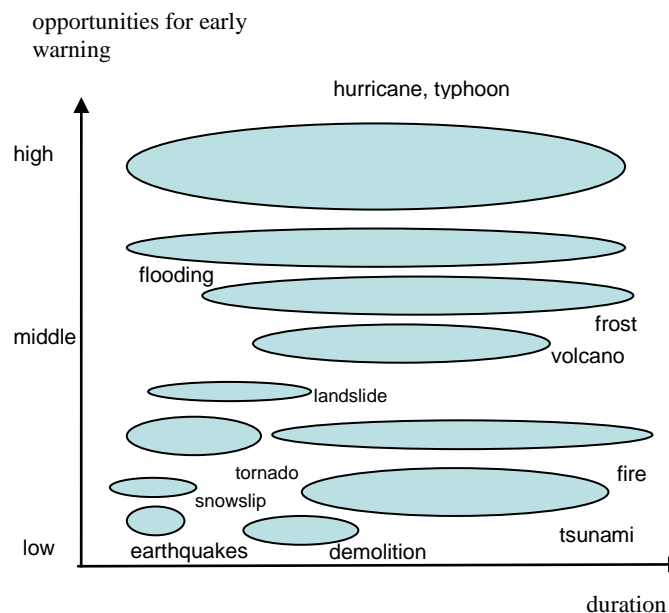 opportunities for early
warning
hurricane, typhoon
high
flooding
frost
middle
volcano
landslide
tornado
fire
snowslip
tsunami
low
earthquakes
demolition
duration